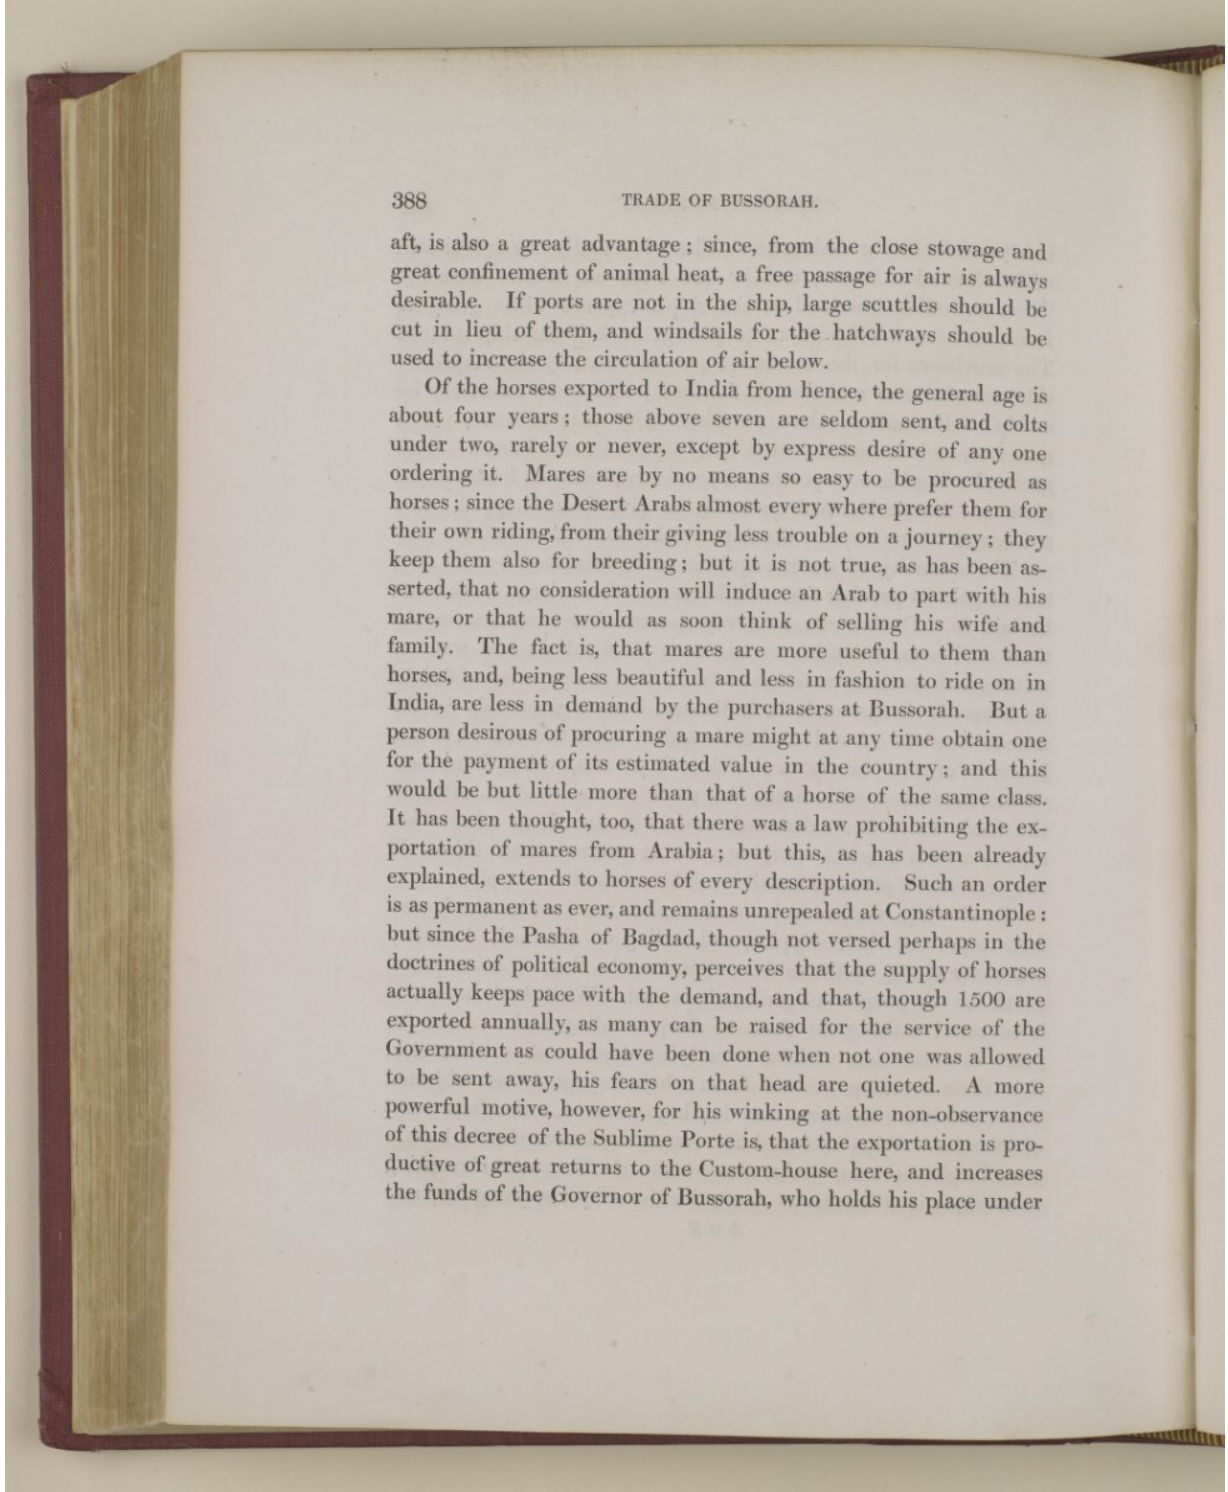 388 TRADE OF BUSSORAH.
aft, is also a great advantage; since, from the close stowage and
great confinement of animal heat, a free passage for air is always
desirable. If ports are not in the ship, large scuttles should be
cut in lieu of them, and windsails for the hatchways should be
used to increase the circulation of air below.
Of the horses exported to India from hence, the general age is
about four years; those above seven are seldom sent, and colts
under two, rarely or never, except by express desire of any one
ordering it. Mares are by no means so easy to be procured as
horses; since the Desert Arabs almost every where prefer them for
their own riding, from their giving less trouble on a journey; they
keep them also for breeding; but it is not true, as has been as-
serted, that no consideration will induce an Arab to part with his
mare, or that he would as soon think of selling his wife and
family. The fact is, that mares are more useful to them than
horses, and, being less beautiful and less in fashion to ride on in
India, are less in demand by the purchasers at Bussorah. But a
person desirous of procuring a mare might at any time obtain one
for the payment of its estimated value in the country; and this
would be but little more than that of a horse of the same class.
It has been thought, too, that there was a law prohibiting the ex-
portation of mares from Arabia; but this, as has been already
explained, extends to horses of every description. Such an order
is as permanent as ever, and remains unrepealed at Constantinople:
but since the Pasha of Bagdad, though not versed perhaps in the
doctrines of political economy, perceives that the supply of horses
actually keeps pace with the demand, and that, though 1500 are
exported annually, as many can be raised for the service of the
Government as could have been done when not one was allowed
to be sent away, his fears on that head are quieted. A more
powerful motive, however, for his winking at the non-observance
of this decree of the Sublime Porte is, that the exportation is pro-
ductive of great returns to the Custom-house here, and increases
the funds of the Governor of Bussorah, who holds his place under